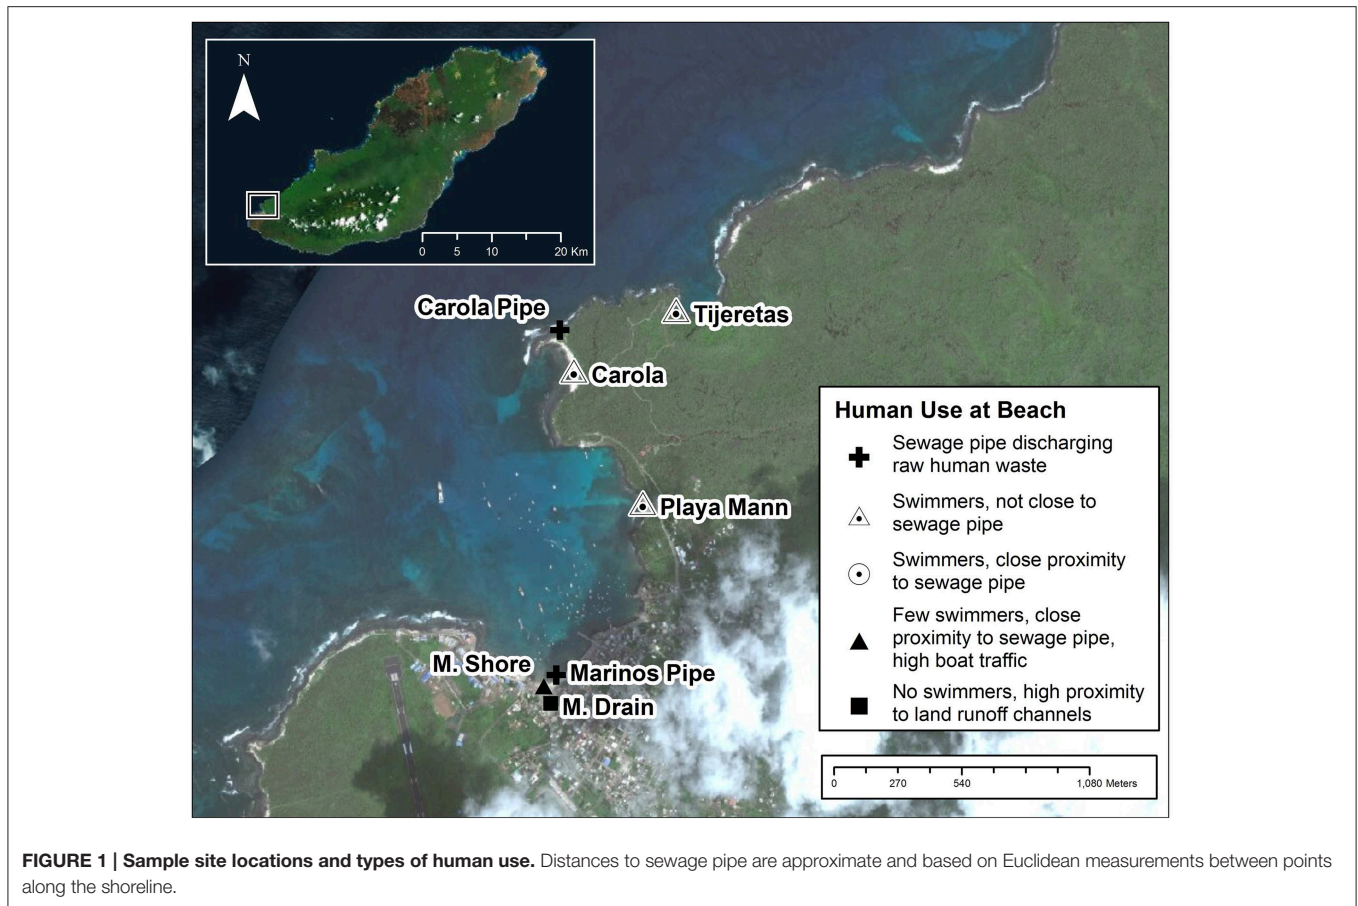 N
0 5 10 20 Km
Carola Pipe
Tijeretas
Carola
Playa Mann
M. Shore
Marinos Pipe
M. Drain
Human Use at Beach
Sewage pipe discharging
raw human waste
Swimmers, not close to
sewage pipe
Swimmers, close proximity
to sewage pipe
Few swimmers, close
proximity to sewage pipe,
high boat traffic
No swimmers, high proximity
to land runoff channels
0 270 540 1,080 Meters
FIGURE 1 | Sample site locations and types of human use. Distances to sewage pipe are approximate and based on Euclidean measurements between points
along the shoreline.